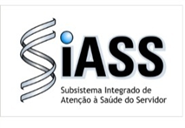 SiASS
Subsistema Integrado de
Atenção à Saúde do Servidor